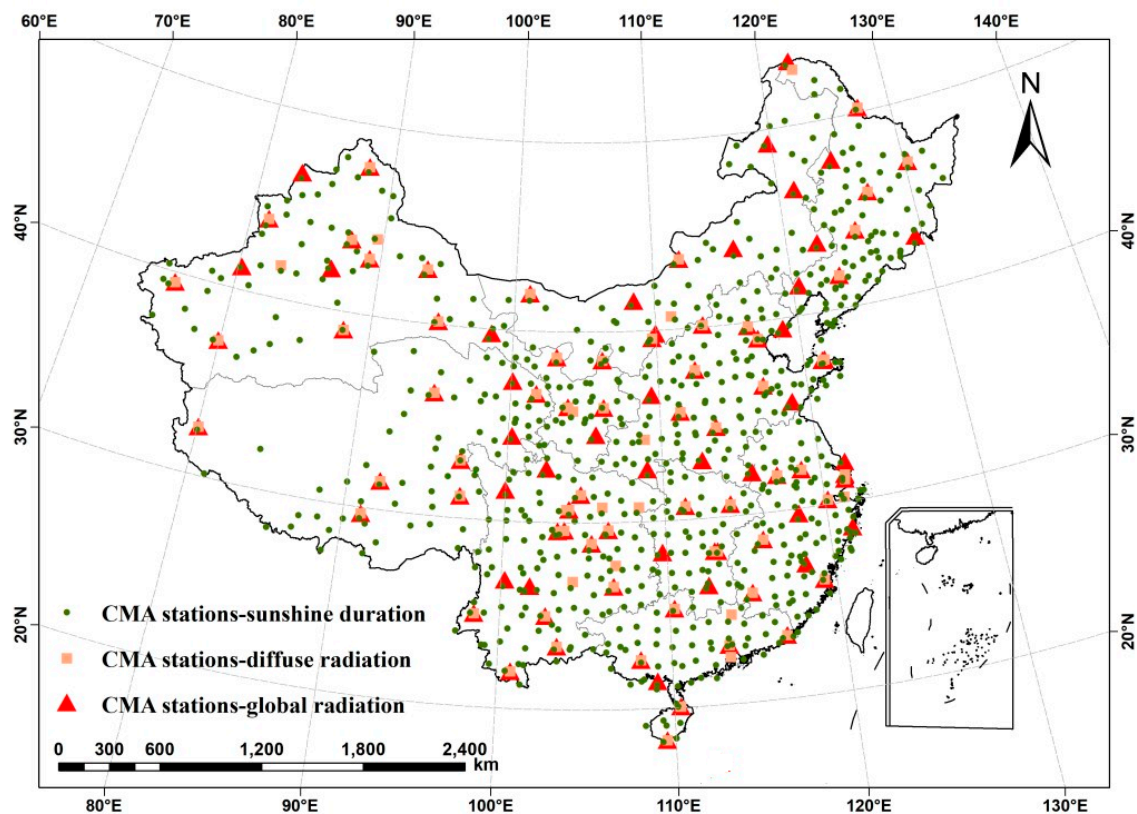 60°E 70°E 80°E 90°E 100°E 110°E 120°E 130°E 140°E
N
40°N 40°N
30°N 30°N
20°N 20°N
CMA stations-sunshine duration
CMA stations-diffuse radiation
CMA stations-global radiation
0 300 600 1,200 1,800 2,400
km
80°E 90°E 100°E 110°E 120°E 130°E